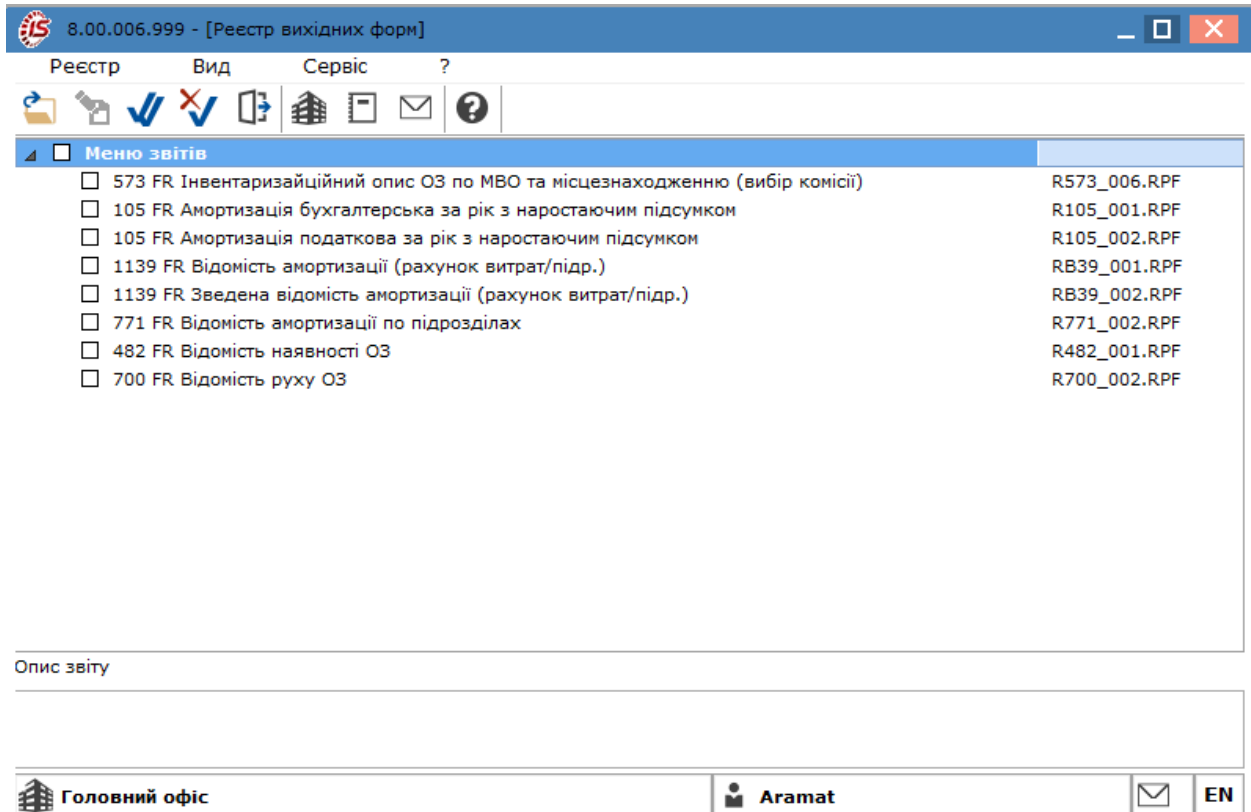 8.00.006.999 - [Реєстр вихідних форм]
Реєстр Вид Сервіс ?
Меню звітів
573 FR Інвентаризайційний опис ОЗ по МВО та місцезнаходженню (вибір комісії) R573_006.RPF
105 FR Амортизація бухгалтерська за рік з наростаючим підсумком R105_001.RPF
105 FR Амортизація податкова за рік з наростаючим підсумком R105_002.RPF
1139 FR Відомість амортизації (рахунок витрат/підр.) RB39_001.RPF
1139 FR Зведена відомість амортизації (рахунок витрат/підр.) RB39_002.RPF
771 FR Відомість амортизації по підрозділах R771_002.RPF
482 FR Відомість наявності ОЗ R482_001.RPF
700 FR Відомість руху ОЗ R700_002.RPF
Опис звіту
Головний офіс Aramat EN